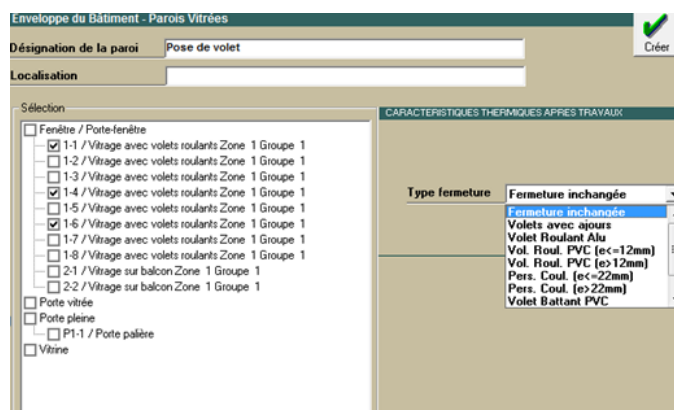 Enveloppe du Bâtiment - Parois Vitrées
Désignation de la paroi Pose de volet
Créer
Localisation
Sélection
Fenêtre / Porte-fenêtre
1-1 / Vitrage avec volets roulants Zone 1 Groupe 1
1-2 / Vitrage avec volets roulants Zone 1 Groupe 1
1-3 / Vitrage avec volets roulants Zone 1 Groupe 1
1-4 / Vitrage avec volets roulants Zone 1 Groupe 1
1-5 / Vitrage avec volets roulants Zone 1 Groupe 1
1-6 / Vitrage avec volets roulants Zone 1 Groupe 1
1-7 / Vitrage avec volets roulants Zone 1 Groupe 1
1-8 / Vitrage avec volets roulants Zone 1 Groupe 1
2-1 / Vitrage sur balcon Zone 1 Groupe 1
2-2 / Vitrage sur balcon Zone 1 Groupe 1
Porte vitrée
Porte pleine
P1-1 / Porte palière
Vitrine
CARACTERISTIQUES THERMIQUES APRES TRAVAUX
Type fermeture Fermeture inchangée
Fermeture inchangée
Volets avec ajours
Volet Roulant Alu
Vol. Roul. PVC (e<=12mm)
Vol. Roul. PVC (e>12mm)
Pers. Coul. (e<=22mm)
Pers. Coul. (e>22mm)
Volet Battant PVC